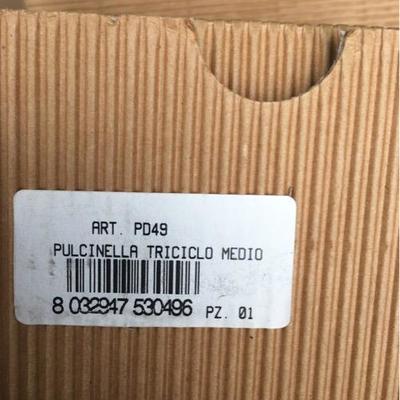 ART. PD49
PULCINELLA TRICICLO MEDIO
8 032947 530496 PZ. 01